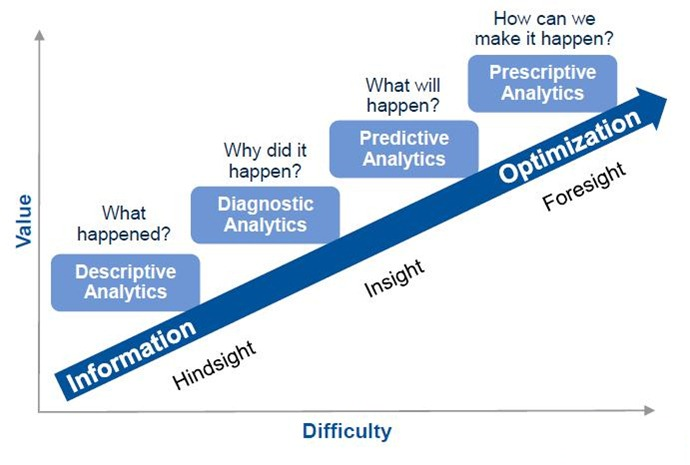 How can we
make it happen?
Prescriptive
Analytics
What will
happen?
Predictive
Analytics
Why did it
happen?
Diagnostic
Analytics
What
happened?
Descriptive
Analytics
Value
Information
Optimization
Hindsight
Insight
Foresight
Difficulty